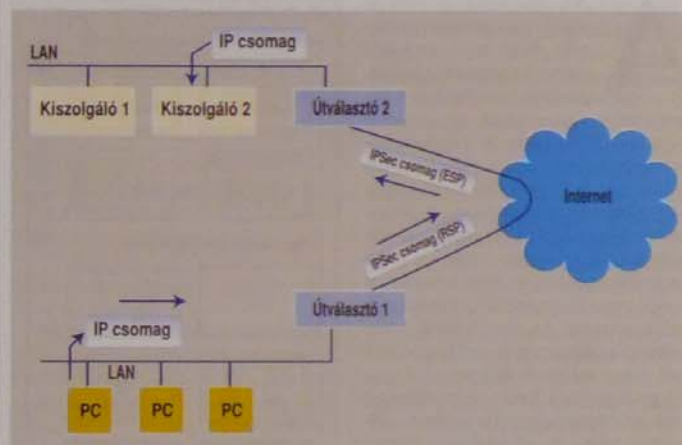 IP csomag
LAN
Kiszolgáló 1
Kiszolgáló 2
Útválasztó 2
IPSec csomag (ESP)
Internet
IPSec csomag (RSP)
Útválasztó 1
IP csomag
LAN
PC
PC
PC